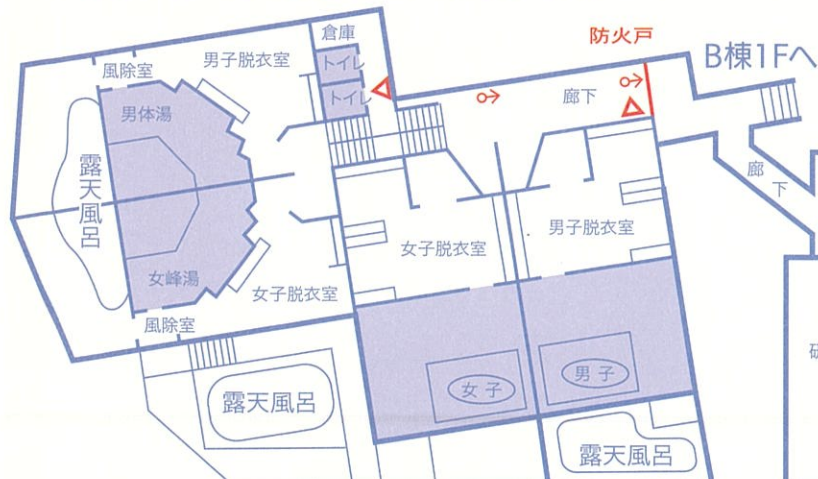 倉庫
防火戸
B棟1Fへ
男子脱衣室
トイレ
風除室
トイレ
廊下
男体湯
露天風呂
廊下
男子脱衣室
女子脱衣室
女峰湯
女子脱衣室
風除室
女子
男子
露天風呂
露天風呂